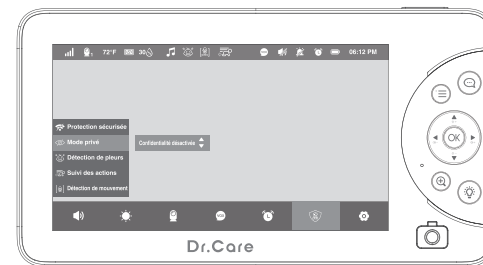 72°F 30 06:12 PM
Protection sécurisée
Mode privé
Confidentialité désactivée
Détection de pleurs
Suivi des actions
Détection de mouvement
OK
Dr.Care